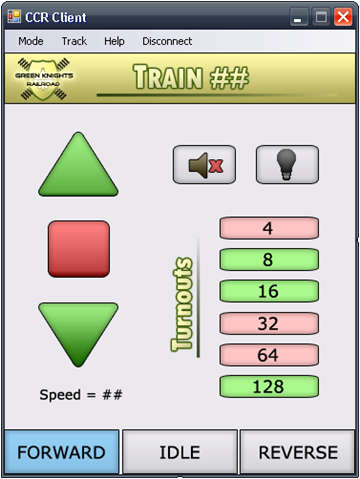 CCR Client
Mode Track Help Disconnect
GREEN KNIGHTS
RAILROAD
TRAIN ##
4
8
16
32
64
128
Turnouts
Speed = ##
FORWARD IDLE REVERSE